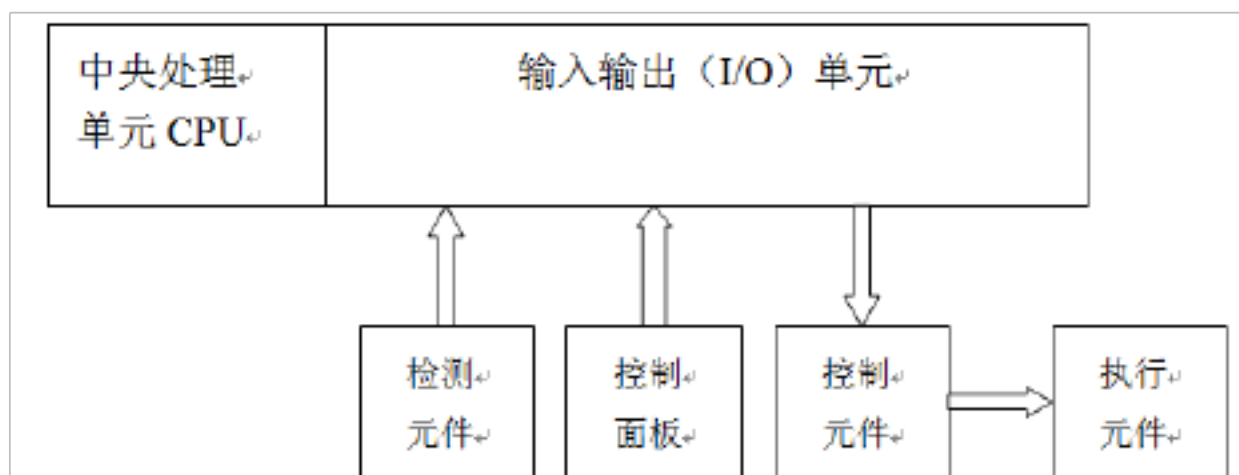 中央处理
单元 CPU
输入输出（I/O）单元
检测
元件
控制
面板
控制
元件
执行
元件